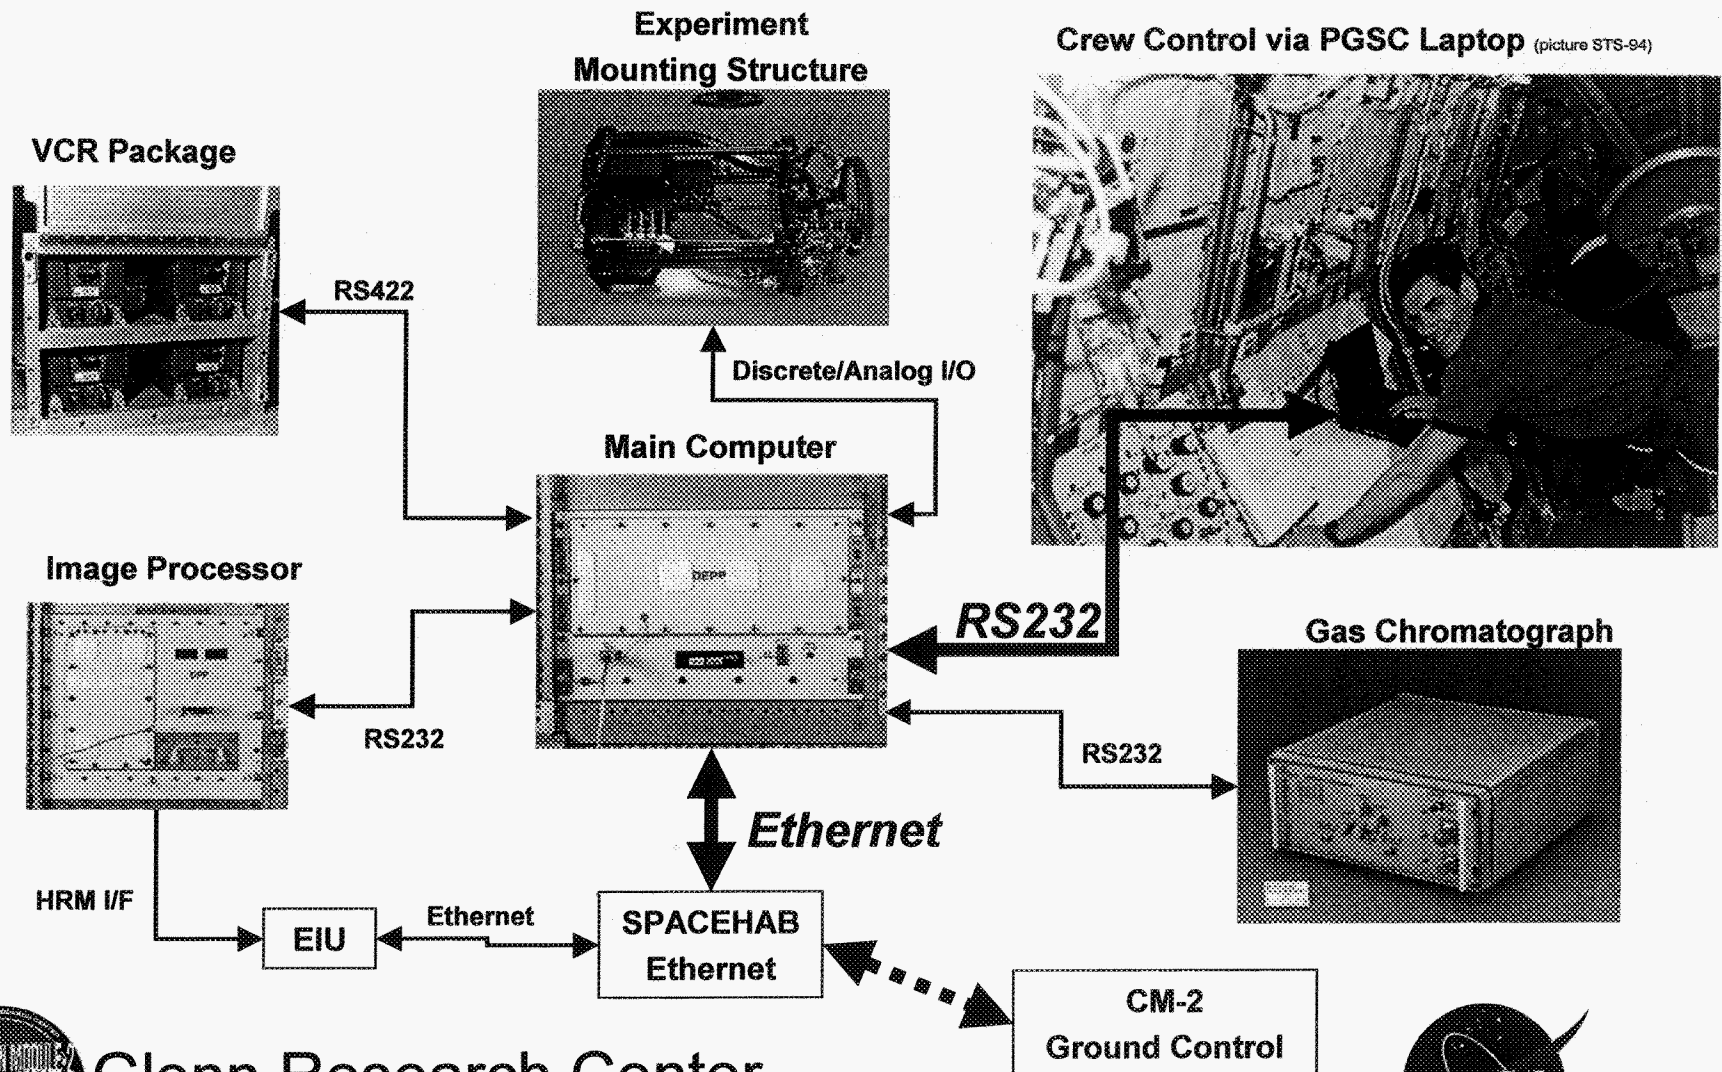 Experiment
Mounting Structure
Crew Control via PGSC Laptop (picture STS-94)
VCR Package
RS422
Discrete/Analog I/O
Main Computer
DEPP
Image Processor
DPP
RS232
RS232
Gas Chromatograph
RS232
Ethernet
HRM I/F
EIU
Ethernet
SPACEHAB
Ethernet
CM-2
Ground Control
Glenn Research Center